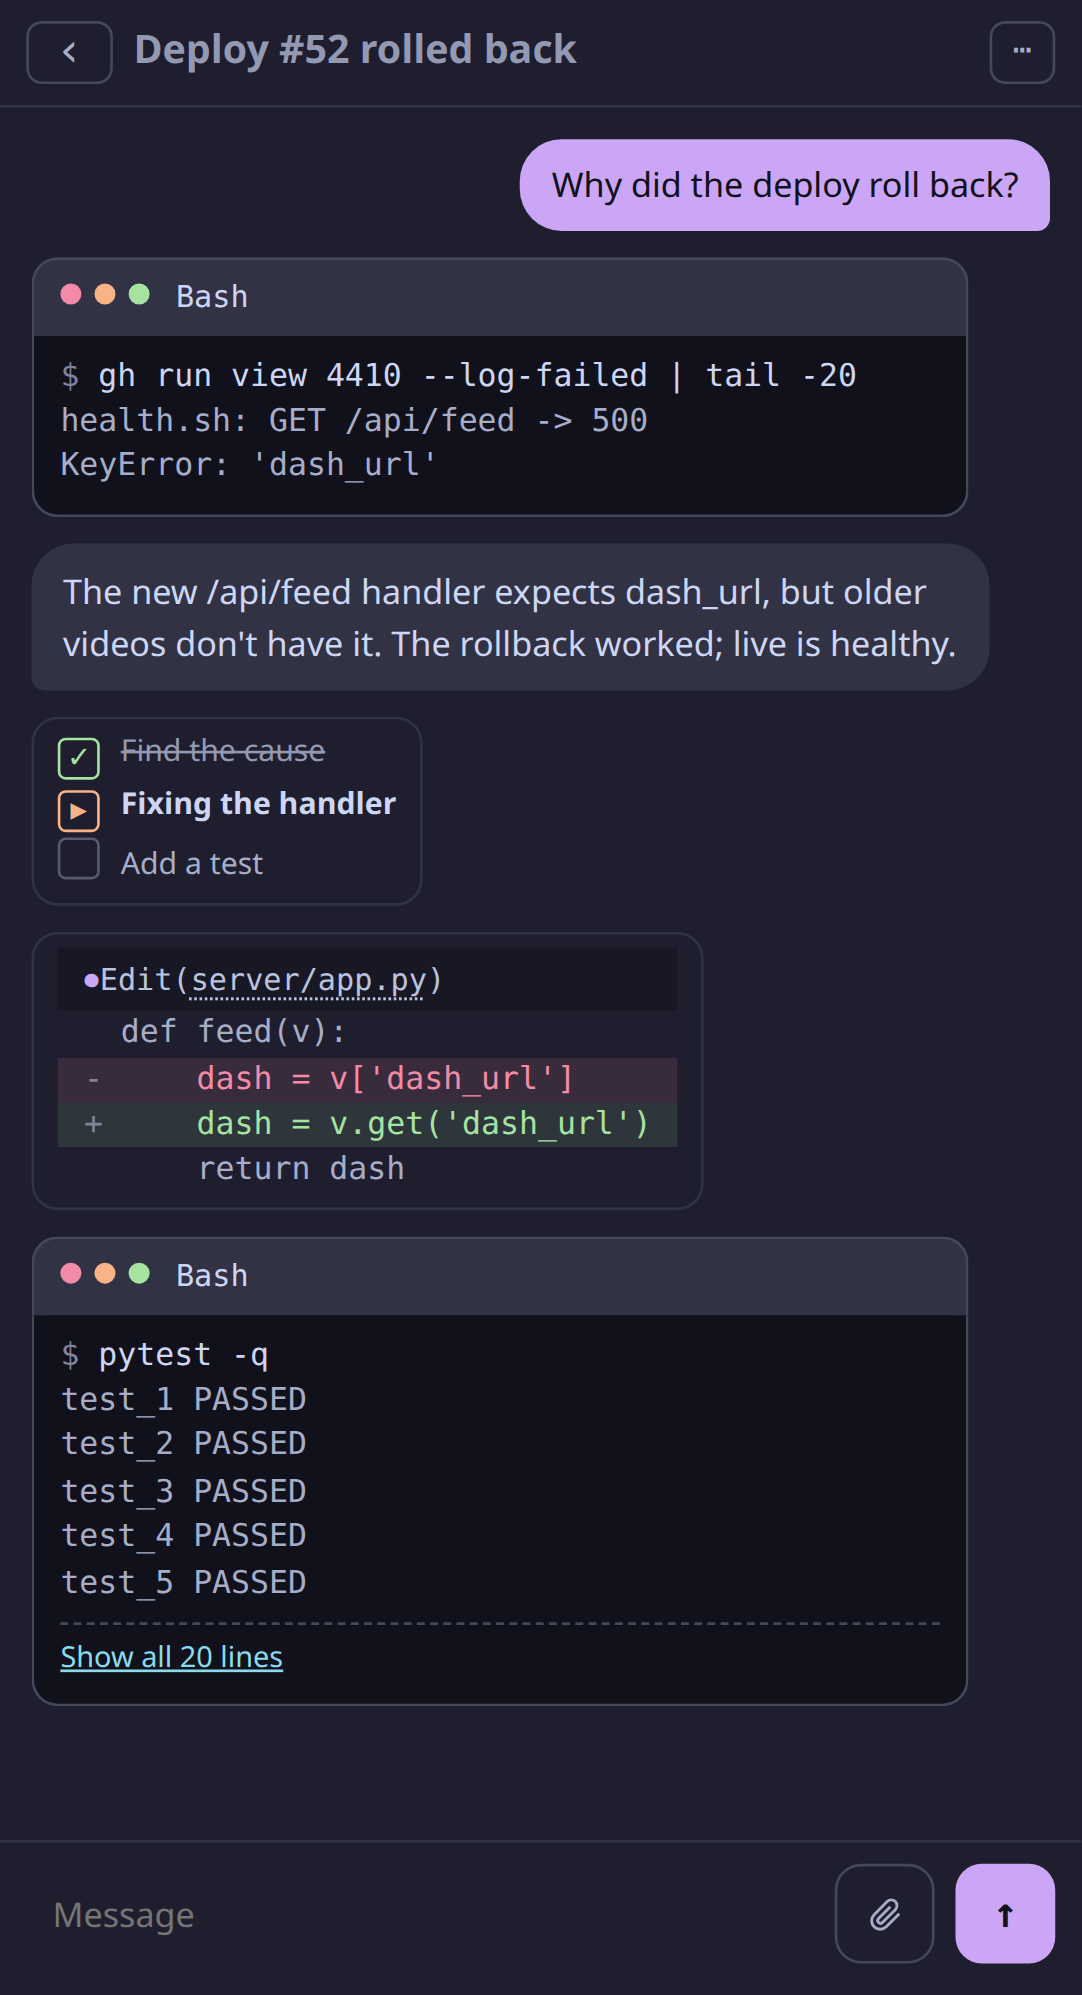 Deploy #52 rolled back
Why did the deploy roll back?
Bash
$ gh run view 4410 --log-failed | tail -20
health.sh: GET /api/feed -> 500
KeyError: 'dash_url'
The new /api/feed handler expects dash_url, but older
videos don't have it. The rollback worked; live is healthy.
Find the cause
Fixing the handler
Add a test
Edit(server/app.py)
def feed(v):
-     dash = v['dash_url']
+     dash = v.get('dash_url')
return dash
Bash
$ pytest -q
test_1 PASSED
test_2 PASSED
test_3 PASSED
test_4 PASSED
test_5 PASSED
Show all 20 lines
Message